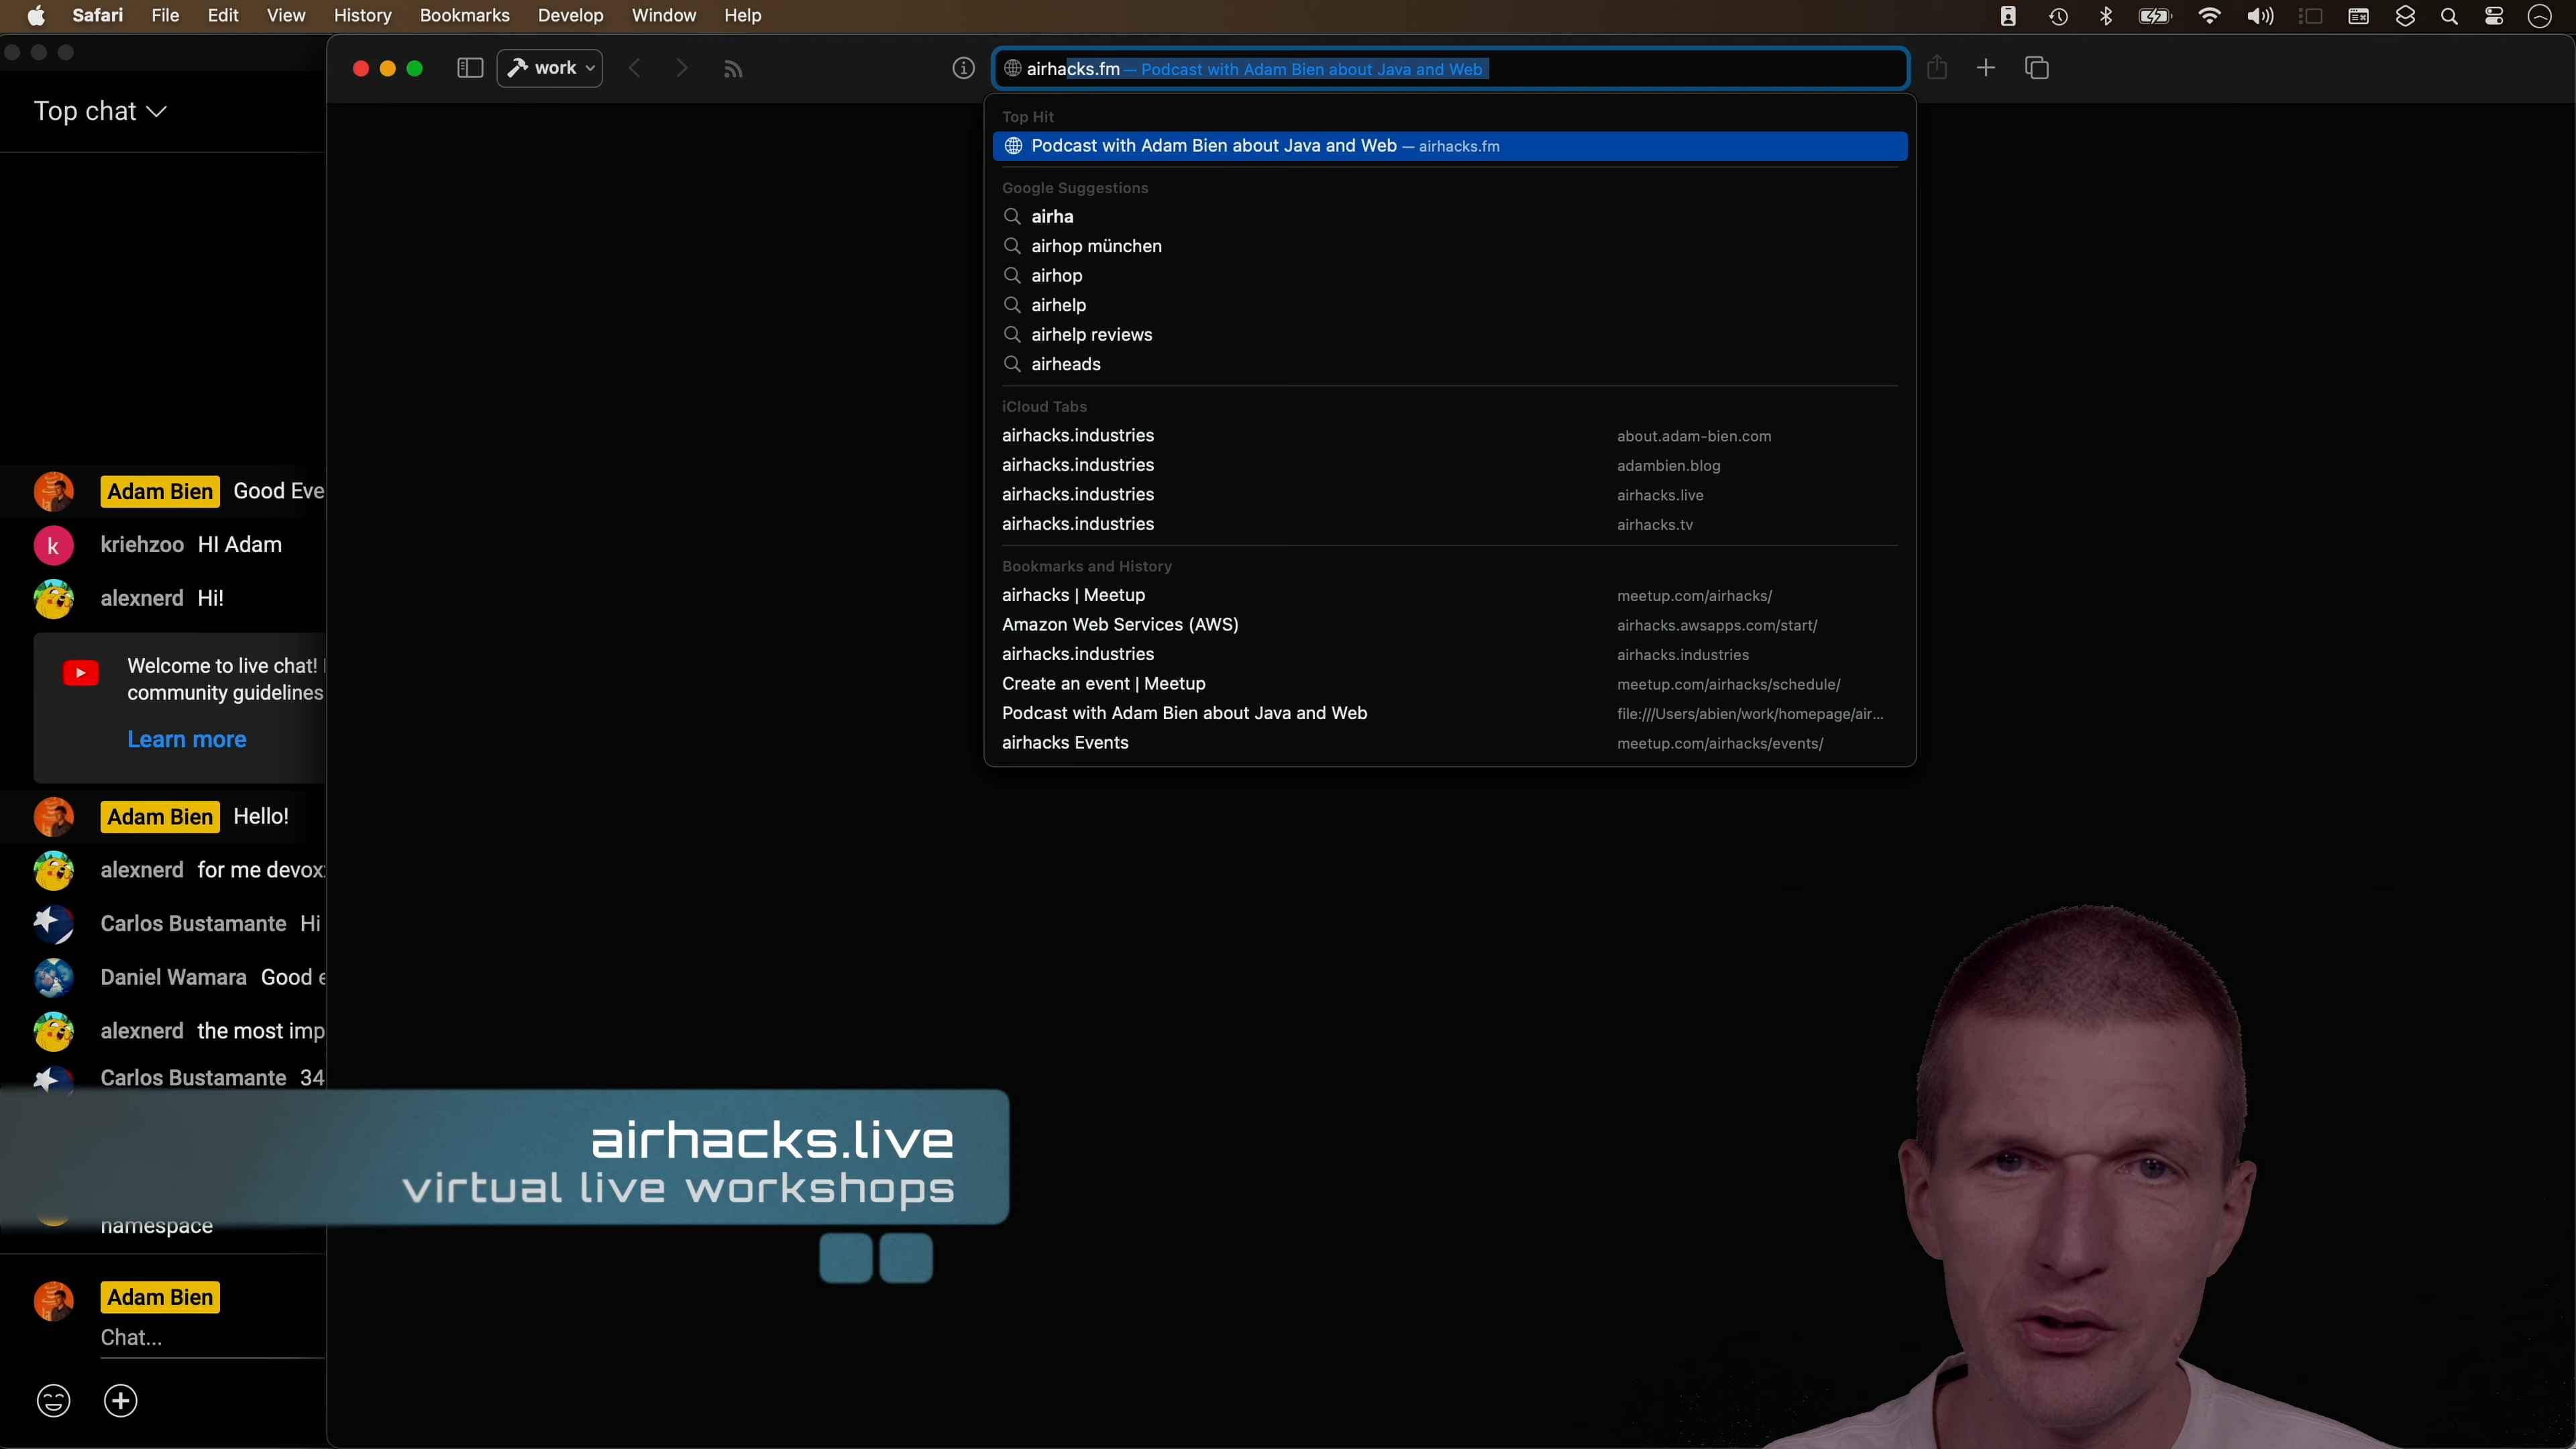 Safari File Edit View History Bookmarks Develop Window Help
work
airhacks.fm — Podcast with Adam Bien about Java and Web
Top Hit
Podcast with Adam Bien about Java and Web — airhacks.fm
Google Suggestions
airha
airhop münchen
airhop
airhelp
airhelp reviews
airheads
iCloud Tabs
airhacks.industries about.adam-bien.com
airhacks.industries adambien.blog
airhacks.industries airhacks.live
airhacks.industries airhacks.tv
Bookmarks and History
airhacks | Meetup meetup.com/airhacks/
Amazon Web Services (AWS) airhacks.awsapps.com/start/
airhacks.industries airhacks.industries
Create an event | Meetup meetup.com/airhacks/schedule/
Podcast with Adam Bien about Java and Web file:///Users/abien/work/homepage/air...
airhacks Events meetup.com/airhacks/events/
Top chat
Adam Bien Good Eve
k kriehzoo HI Adam
alexnerd Hi!
Welcome to live chat!
community guidelines
Learn more
Adam Bien Hello!
alexnerd for me devox
Carlos Bustamante Hi
Daniel Wamara Good e
alexnerd the most imp
Carlos Bustamante 34
airhacks.live
virtual live workshops
namespace
Adam Bien
Chat...